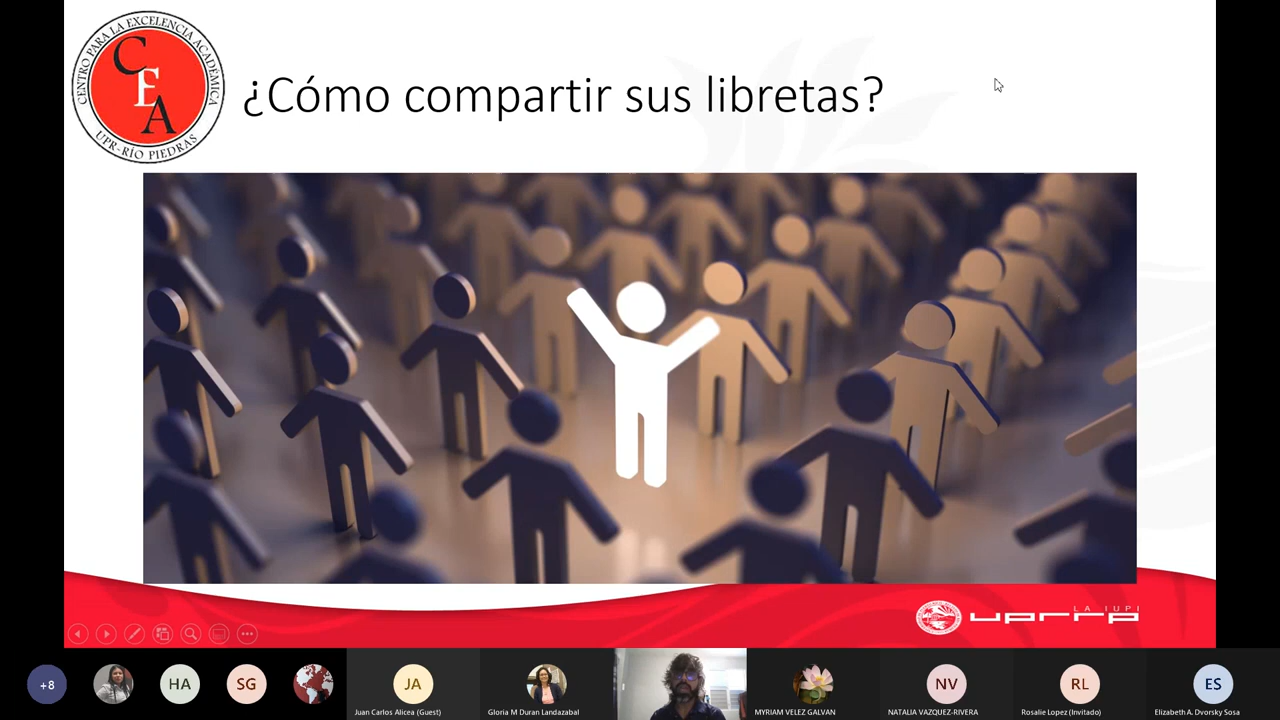 CENTRO PARA LA EXCELENCIA ACADÉMICA
CEA
UPR-RÍO PIEDRAS
¿Cómo compartir sus libretas?
LA IUPI
uprrp
+8
HA
SG
JA
NV
RL
ES
Juan Carlos Alicea (Guest)
Gloria M Duran Landazabal
MYRIAM VELEZ GALVAN
NATALIA VAZQUEZ-RIVERA
Rosalie Lopez (Invitado)
Elizabeth A. Dvorsky Sosa